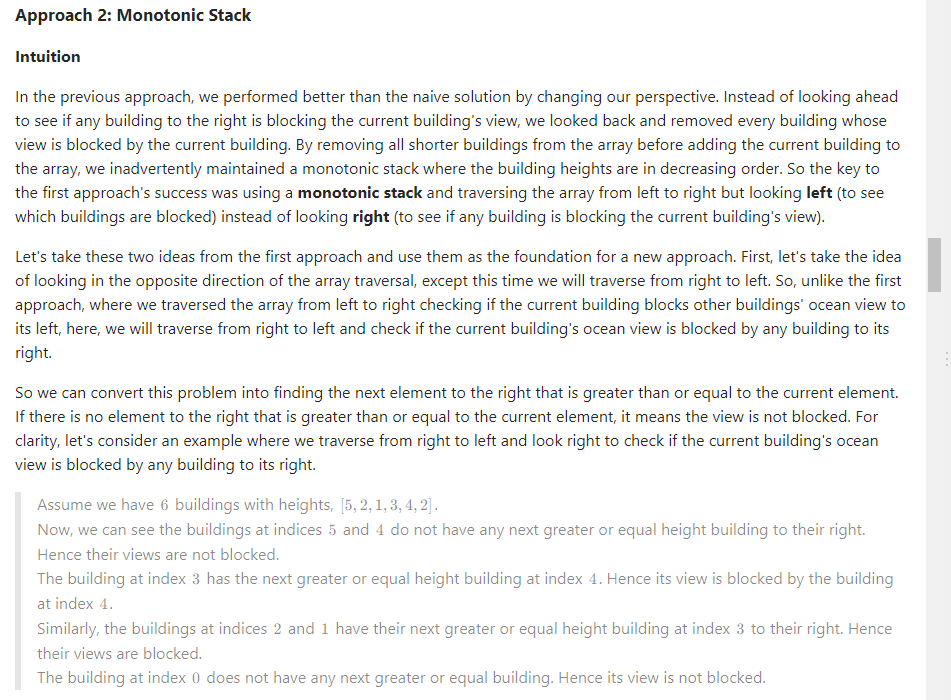 Approach 2: Monotonic Stack
Intuition
In the previous approach, we performed better than the naive solution by changing our perspective. Instead of looking ahead
to see if any building to the right is blocking the current building's view, we looked back and removed every building whose
view is blocked by the current building. By removing all shorter buildings from the array before adding the current building to
the array, we inadvertently maintained a monotonic stack where the building heights are in decreasing order. So the key to
the first approach's success was using a monotonic stack and traversing the array from left to right but looking left (to see
which buildings are blocked) instead of looking right (to see if any building is blocking the current building's view).
Let's take these two ideas from the first approach and use them as the foundation for a new approach. First, let's take the idea
of looking in the opposite direction of the array traversal, except this time we will traverse from right to left. So, unlike the first
approach, where we traversed the array from left to right checking if the current building blocks other buildings' ocean view to
its left, here, we will traverse from right to left and check if the current building's ocean view is blocked by any building to its
right.
So we can convert this problem into finding the next element to the right that is greater than or equal to the current element.
If there is no element to the right that is greater than or equal to the current element, it means the view is not blocked. For
clarity, let's consider an example where we traverse from right to left and look right to check if the current building's ocean
view is blocked by any building to its right.
Assume we have 6 buildings with heights, [5, 2, 1, 3, 4, 2].
Now, we can see the buildings at indices 5 and 4 do not have any next greater or equal height building to their right.
Hence their views are not blocked.
The building at index 3 has the next greater or equal height building at index 4. Hence its view is blocked by the building
at index 4.
Similarly, the buildings at indices 2 and 1 have their next greater or equal height building at index 3 to their right. Hence
their views are blocked.
The building at index 0 does not have any next greater or equal building. Hence its view is not blocked.